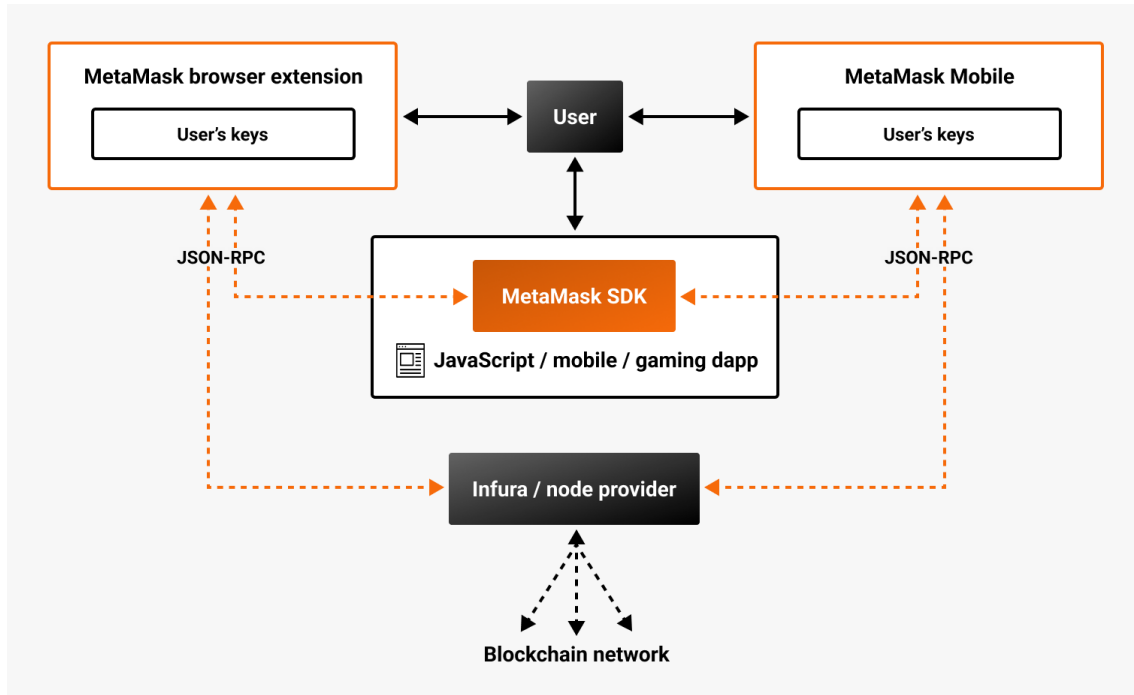 MetaMask browser extension
User’s keys
User
MetaMask Mobile
User’s keys
JSON-RPC
JSON-RPC
MetaMask SDK
JavaScript / mobile / gaming dapp
Infura / node provider
Blockchain network